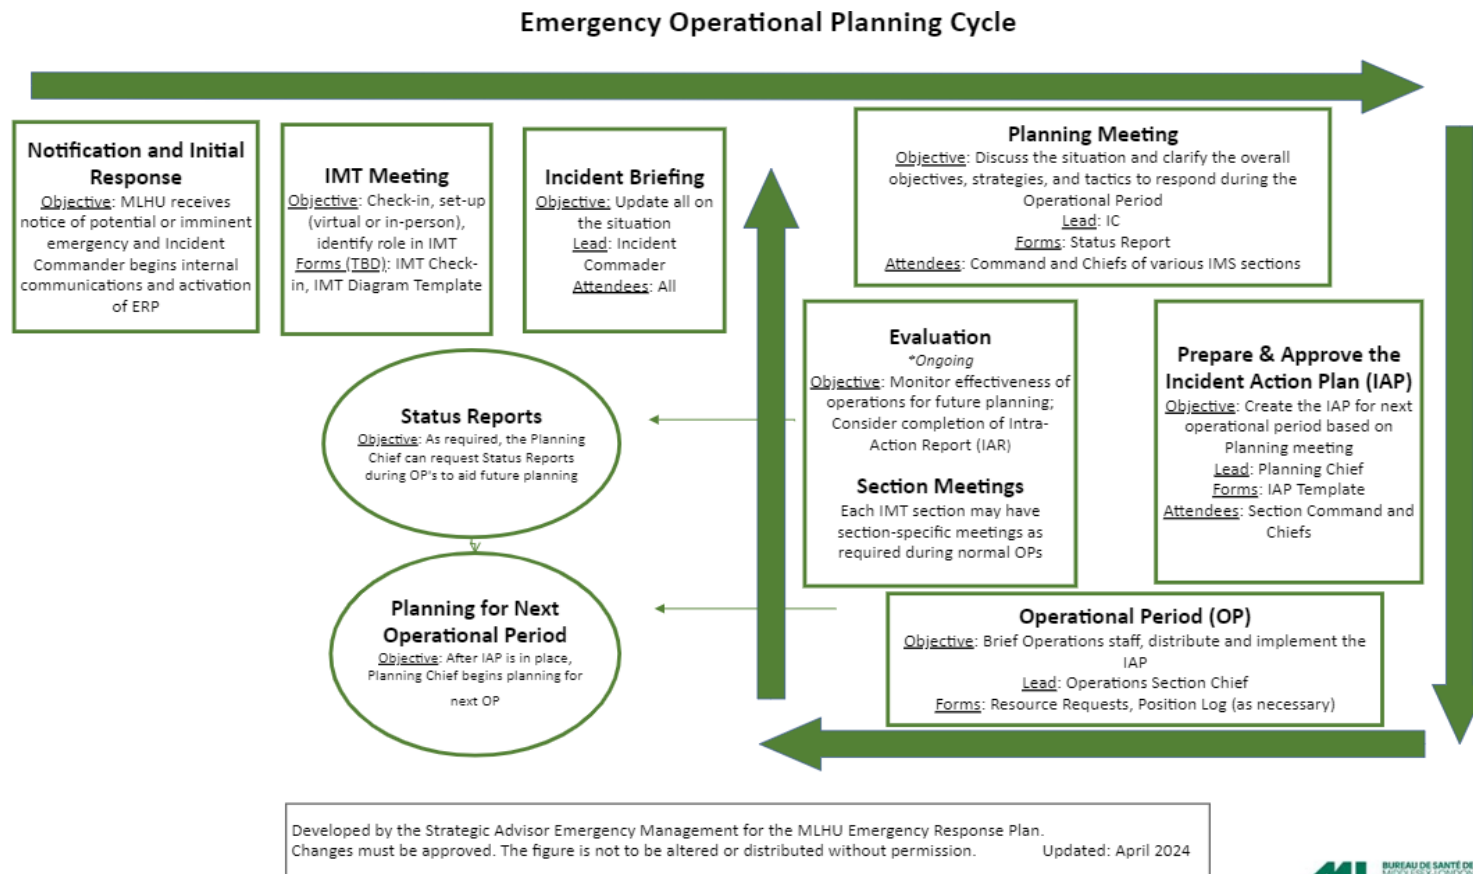 Emergency Operational Planning Cycle
Notification and Initial
Response
Objective: MLHU receives
notice of potential or imminent
emergency and Incident
Commander begins internal
communications and activation
of ERP
IMT Meeting
Objective: Check-in, set-up
(virtual or in-person),
identify role in IMT
Forms (TBD): IMT Check-
in, IMT Diagram Template
Incident Briefing
Objective: Update all on
the situation
Lead: Incident
Commader
Attendees: All
Planning Meeting
Objective: Discuss the situation and clarify the overall
objectives, strategies, and tactics to respond during the
Operational Period
Lead: IC
Forms: Status Report
Attendees: Command and Chiefs of various IMS sections
Prepare & Approve the
Incident Action Plan (IAP)
Objective: Create the IAP for next
operational period based on
Planning meeting
Lead: Planning Chief
Forms: IAP Template
Attendees: Section Command and
Chiefs
Operational Period (OP)
Objective: Brief Operations staff, distribute and implement the
IAP
Lead: Operations Section Chief
Forms: Resource Requests, Position Log (as necessary)
Evaluation
*Ongoing
Objective: Monitor effectiveness of
operations for future planning;
Consider completion of Intra-
Action Report (IAR)
Section Meetings
Each IMT section may have
section-specific meetings as
required during normal OPs
Status Reports
Objective: As required, the Planning
Chief can request Status Reports
during OP's to aid future planning
Planning for Next
Operational Period
Objective: After IAP is in place,
Planning Chief begins planning for
next OP
Developed by the Strategic Advisor Emergency Management for the MLHU Emergency Response Plan.
Changes must be approved. The figure is not to be altered or distributed without permission. Updated: April 2024
BUREAU DE SANTÉ DE